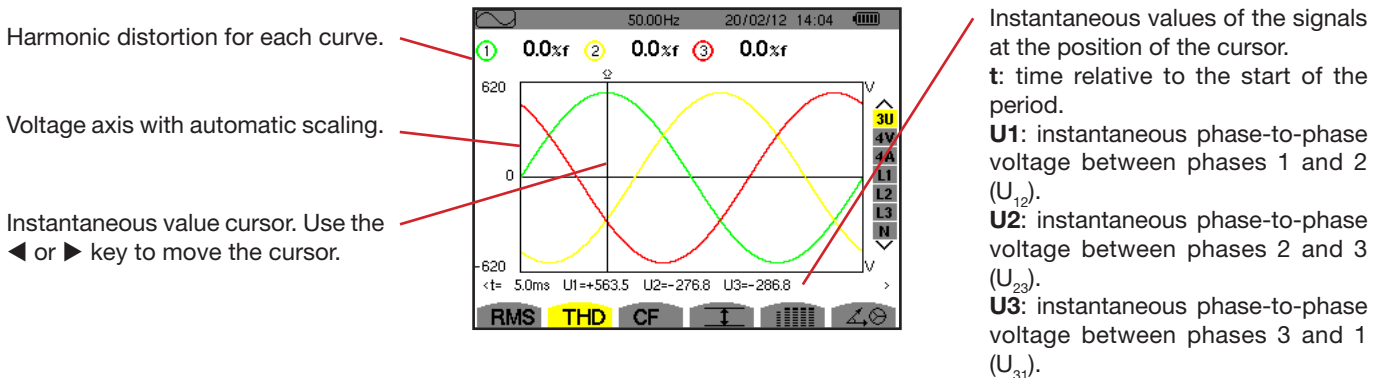 Harmonic distortion for each curve.
Voltage axis with automatic scaling.
Instantaneous value cursor. Use the
◄ or ► key to move the cursor.
50.00Hz 20/02/12 14:04
1 0.0%f 2 0.0%f 3 0.0%f
620 V
3U
4V
4A
0 L1
L2
L3
N
-620 V
<t= 5.0ms U1=+563.5 U2=-276.8 U3=-286.8 >
RMS THD CF
Instantaneous values of the signals
at the position of the cursor.
t: time relative to the start of the
period.
U1: instantaneous phase-to-phase
voltage between phases 1 and 2
(U₁₂).
U2: instantaneous phase-to-phase
voltage between phases 2 and 3
(U₂₃).
U3: instantaneous phase-to-phase
voltage between phases 3 and 1
(U₃₁).